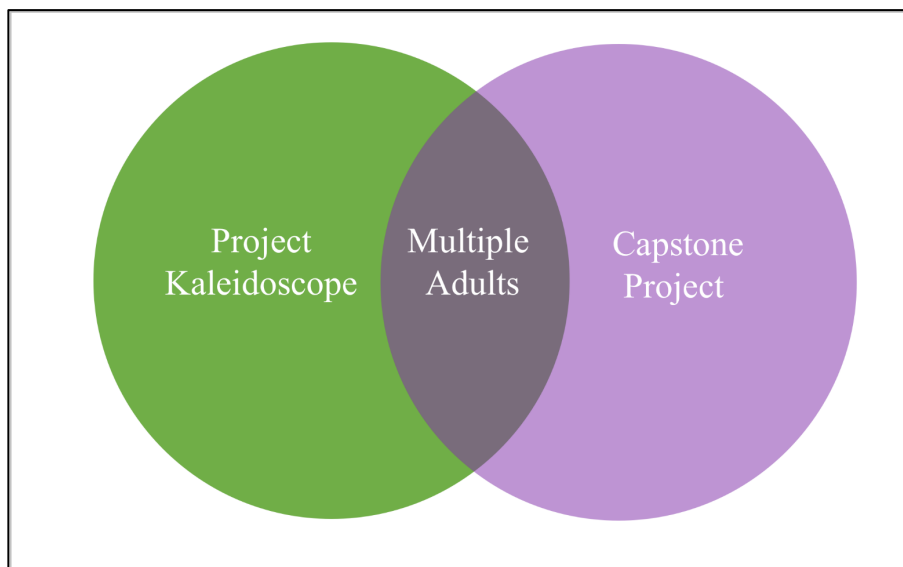 Project
Kaleidoscope
Multiple
Adults
Capstone
Project